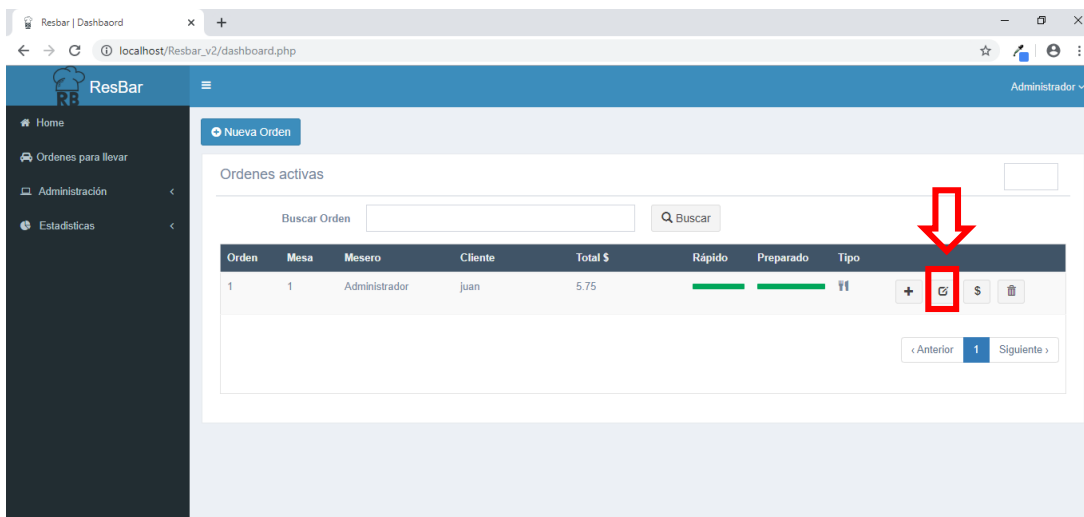 Resbar | Dashbaord
localhost/Resbar_v2/dashboard.php
RB ResBar
Administrador
Home
Nueva Orden
Ordenes para llevar
Ordenes activas
Administración
Buscar Orden
Buscar
Estadisticas
Orden Mesa Mesero Cliente Total $ Rápido Preparado Tipo
1 1 Administrador juan 5.75 $
‹ Anterior 1 Siguiente ›